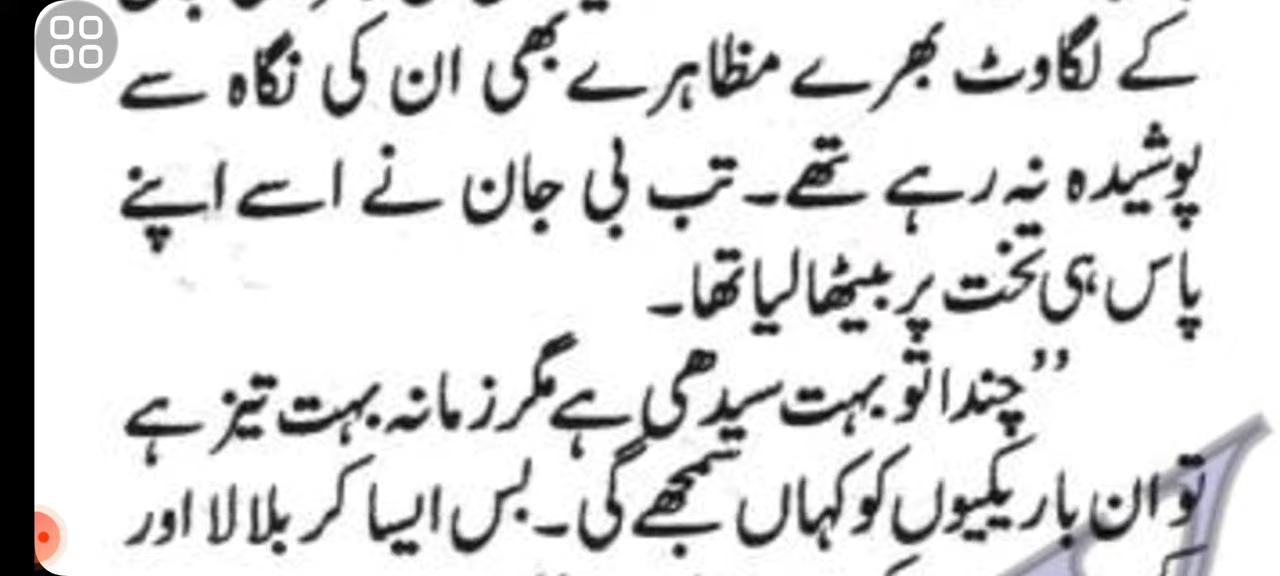 کے لگاوٹ بھرے مظاہرے بھی ان کی نگاہ سے
پوشیدہ نہ رہے تھے۔ تب بی جان نے اسے اپنے
پاس ہی تخت پر بیٹھا لیا تھا۔
”چندا تو بہت سیدھی ہے مگر زمانہ بہت تیز ہے
تو ان باریکیوں کو کہاں سمجھے گی۔ بس ایسا کر بلا لا اور